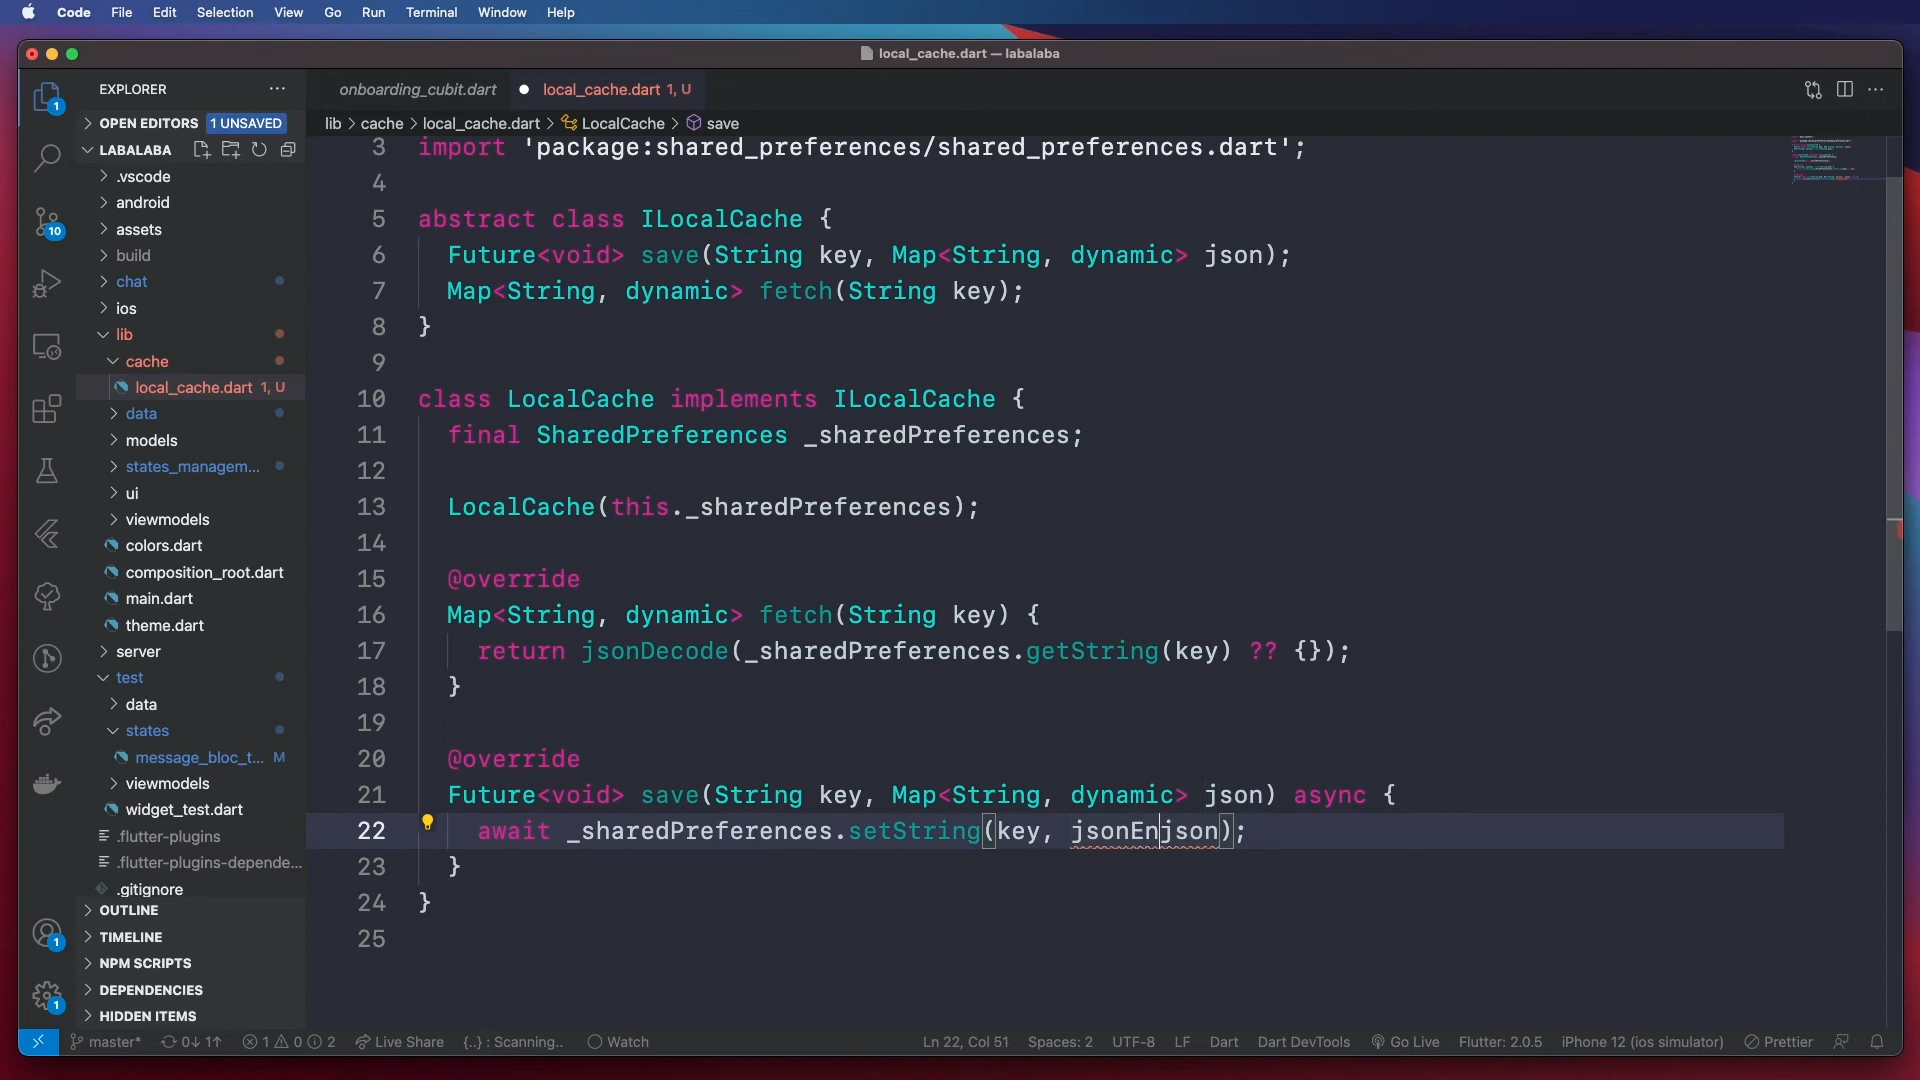 Code File Edit Selection View Go Run Terminal Window Help
local_cache.dart — labalaba
EXPLORER
onboarding_cubit.dart
local_cache.dart 1, U
OPEN EDITORS 1 UNSAVED
lib > cache > local_cache.dart > LocalCache > save
LABALABA
.vscode
android
assets
build
chat
ios
lib
cache
local_cache.dart 1, U
data
models
states_managem...
ui
viewmodels
colors.dart
composition_root.dart
main.dart
theme.dart
server
test
data
states
message_bloc_t... M
viewmodels
widget_test.dart
.flutter-plugins
.flutter-plugins-depende...
.gitignore
OUTLINE
TIMELINE
NPM SCRIPTS
DEPENDENCIES
HIDDEN ITEMS
1
10
1
1
3 import 'package:shared_preferences/shared_preferences.dart';
4
5 abstract class ILocalCache {
6 Future<void> save(String key, Map<String, dynamic> json);
7 Map<String, dynamic> fetch(String key);
8 }
9
10 class LocalCache implements ILocalCache {
11 final SharedPreferences _sharedPreferences;
12
13 LocalCache(this._sharedPreferences);
14
15 @override
16 Map<String, dynamic> fetch(String key) {
17 return jsonDecode(_sharedPreferences.getString(key) ?? {});
18 }
19
20 @override
21 Future<void> save(String key, Map<String, dynamic> json) async {
22 await _sharedPreferences.setString(key, jsonEnjson);
23 }
24 }
25
master* 0↓ 1↑ 1 0 2 Live Share {..} : Scanning.. Watch Ln 22, Col 51 Spaces: 2 UTF-8 LF Dart Dart DevTools Go Live Flutter: 2.0.5 iPhone 12 (ios simulator) Prettier